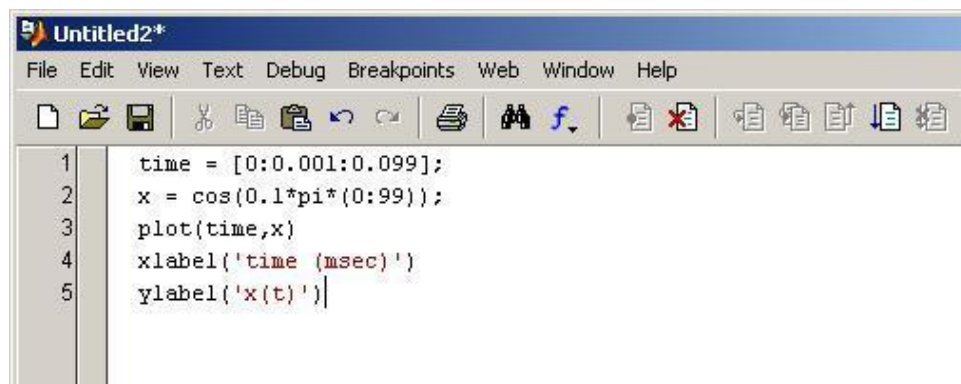 Untitled2*
File Edit View Text Debug Breakpoints Web Window Help
1 time = [0:0.001:0.099];
2 x = cos(0.1*pi*(0:99));
3 plot(time,x)
4 xlabel('time (msec)')
5 ylabel('x(t)')